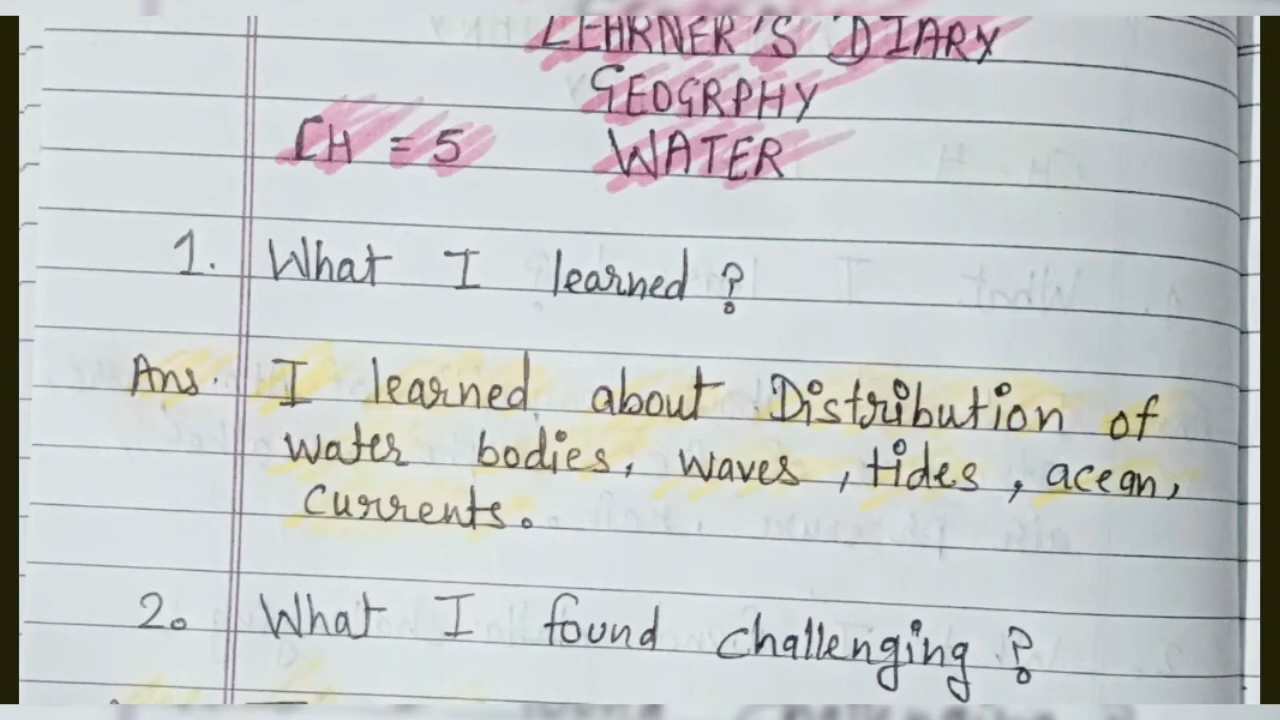 LEARNER'S DIARY
GEOGRPHY
CH = 5 WATER
1. What I learned?
Ans. I learned about Distribution of
water bodies, waves, tides, acean,
Currents.
2. What I found challenging?